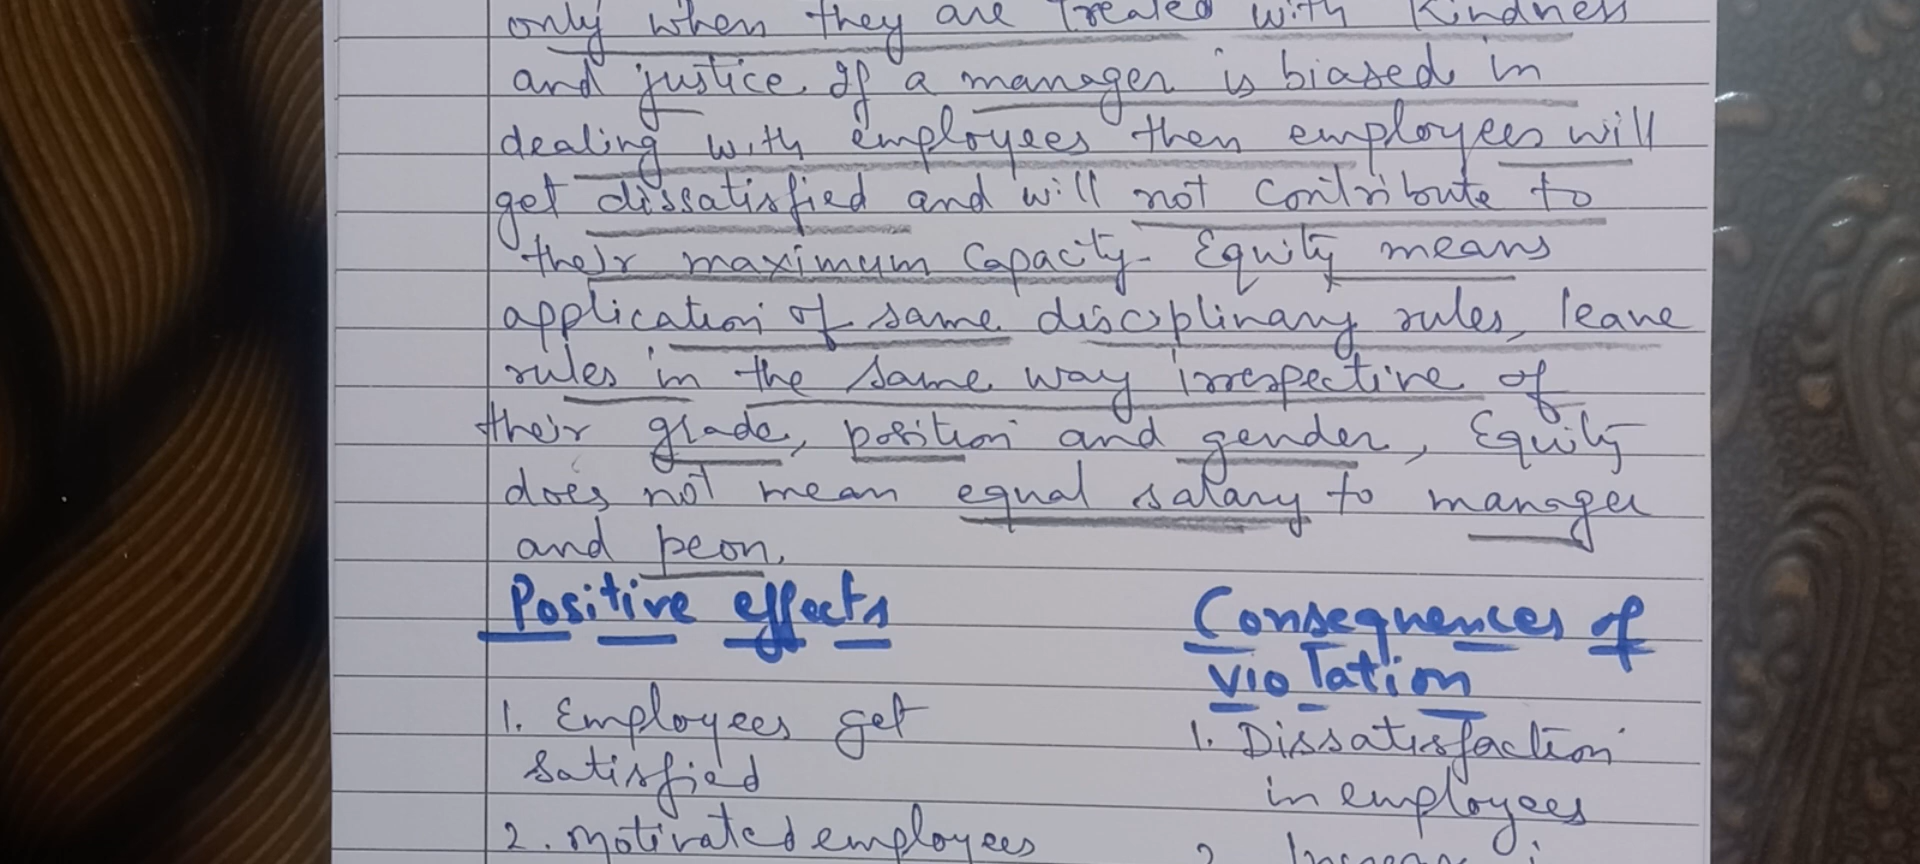 only when they are treated with Kindness
and justice. If a manager is biased in
dealing with employees then employees will
get dissatisfied and will not contribute to
their maximum capacity. Equity means
application of same disciplinary rules, leave
rules in the same way irrespective of
their grade, position and gender, Equity
does not mean equal salary to manager
and peon.
Positive effects
1. Employees get
satisfied
2. motivated employees
Consequences of
violation
1. Dissatisfaction
in employees
2.